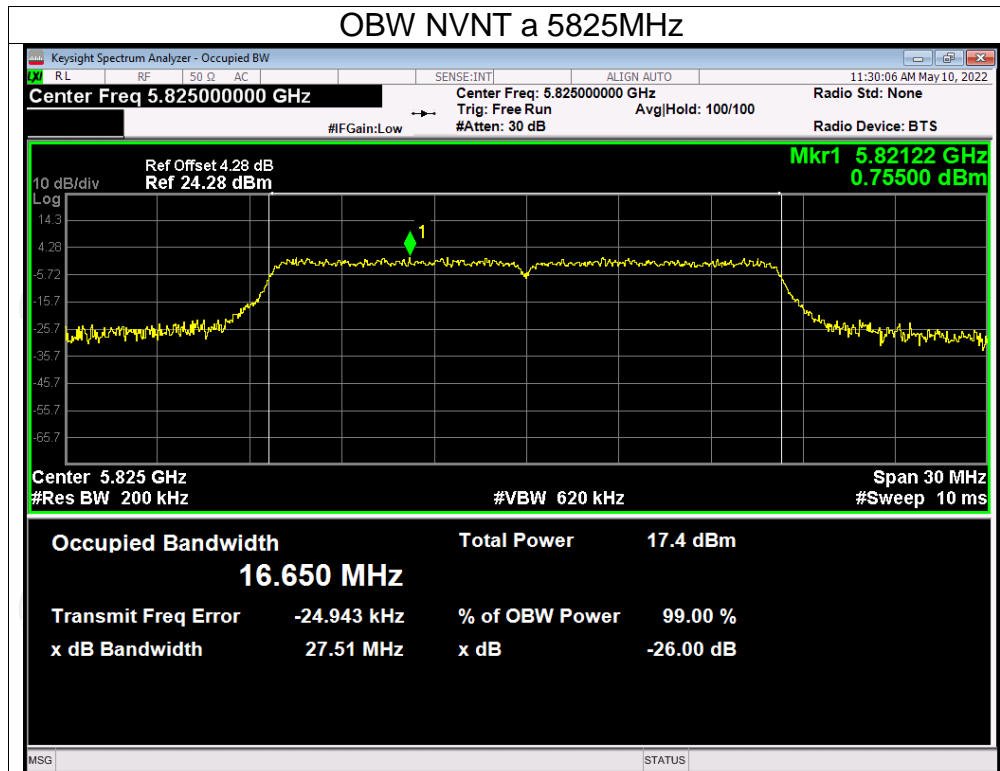 OBW NVNT a 5825MHz
Keysight Spectrum Analyzer - Occupied BW
LXI RL RF 50 Ω AC SENSE:INT ALIGN AUTO 11:30:06 AM May 10, 2022
Center Freq 5.825000000 GHz Center Freq: 5.825000000 GHz Radio Std: None
Trig: Free Run Avg|Hold: 100/100
#IFGain:Low #Atten: 30 dB Radio Device: BTS
Ref Offset 4.28 dB Mkr1 5.82122 GHz
10 dB/div Ref 24.28 dBm 0.75500 dBm
Log
14.3
1
4.28
-5.72
-15.7
-25.7
-35.7
-45.7
-55.7
-65.7
Center 5.825 GHz Span 30 MHz
#Res BW 200 kHz #VBW 620 kHz #Sweep 10 ms
Occupied Bandwidth Total Power 17.4 dBm
16.650 MHz
Transmit Freq Error -24.943 kHz % of OBW Power 99.00 %
x dB Bandwidth 27.51 MHz x dB -26.00 dB
MSG STATUS